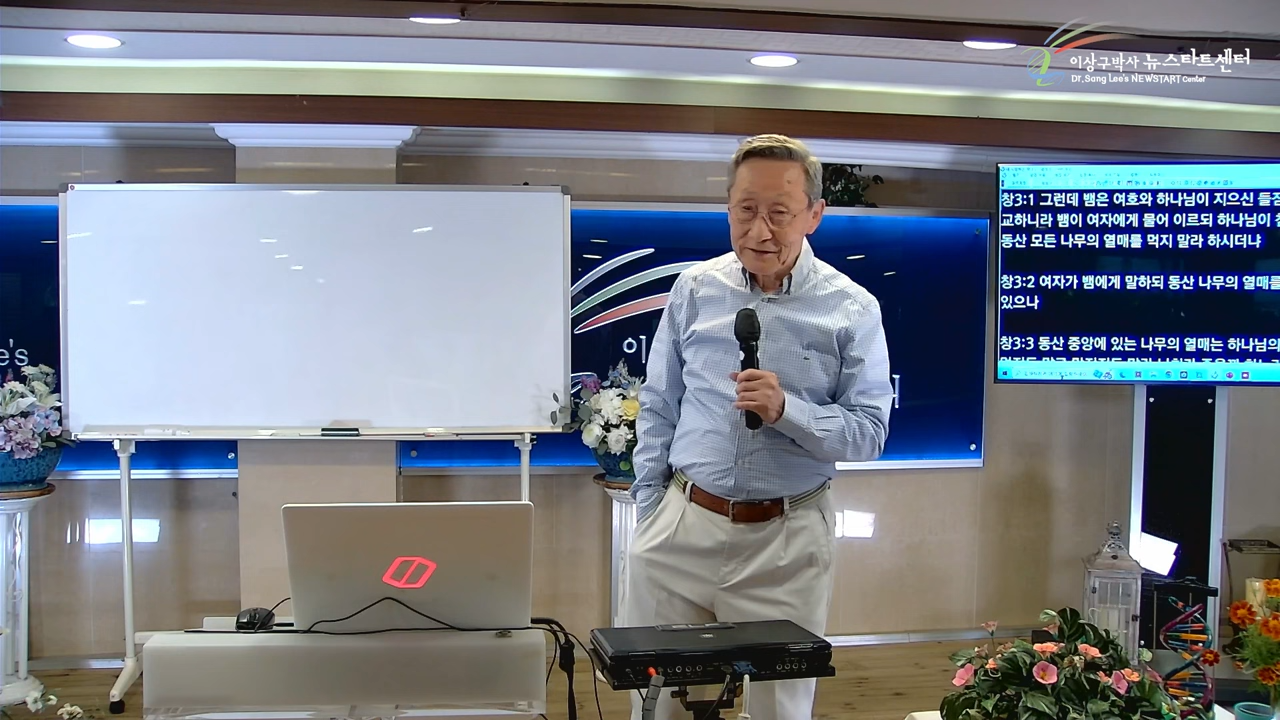 이상구박사 뉴스타트센터
Dr.Sang Lee's NEWSTART Center
창3:1 그런데 뱀은 여호와 하나님이 지으신 들짐
교하니라 뱀이 여자에게 물어 이르되 하나님이 참
동산 모든 나무의 열매를 먹지 말라 하시더냐
창3:2 여자가 뱀에게 말하되 동산 나무의 열매를
있으나
창3:3 동산 중앙에 있는 나무의 열매는 하나님의
e's
이